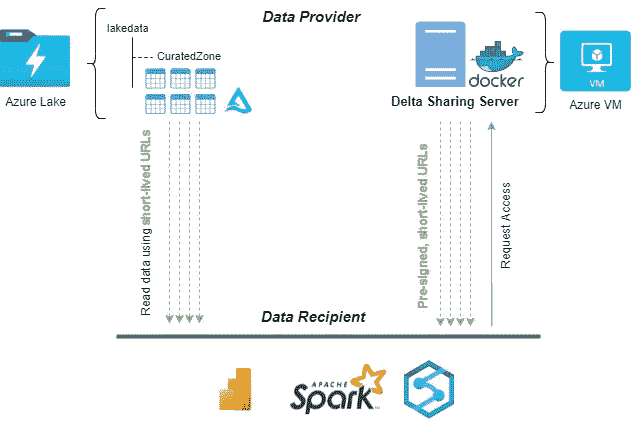 Data Provider
lakedata
CuratedZone
Azure Lake
docker
Delta Sharing Server
VM
Azure VM
Read data using short-lived URLs
Pre-signed, short-lived URLs
Request Access
Data Recipient
APACHE
Spark